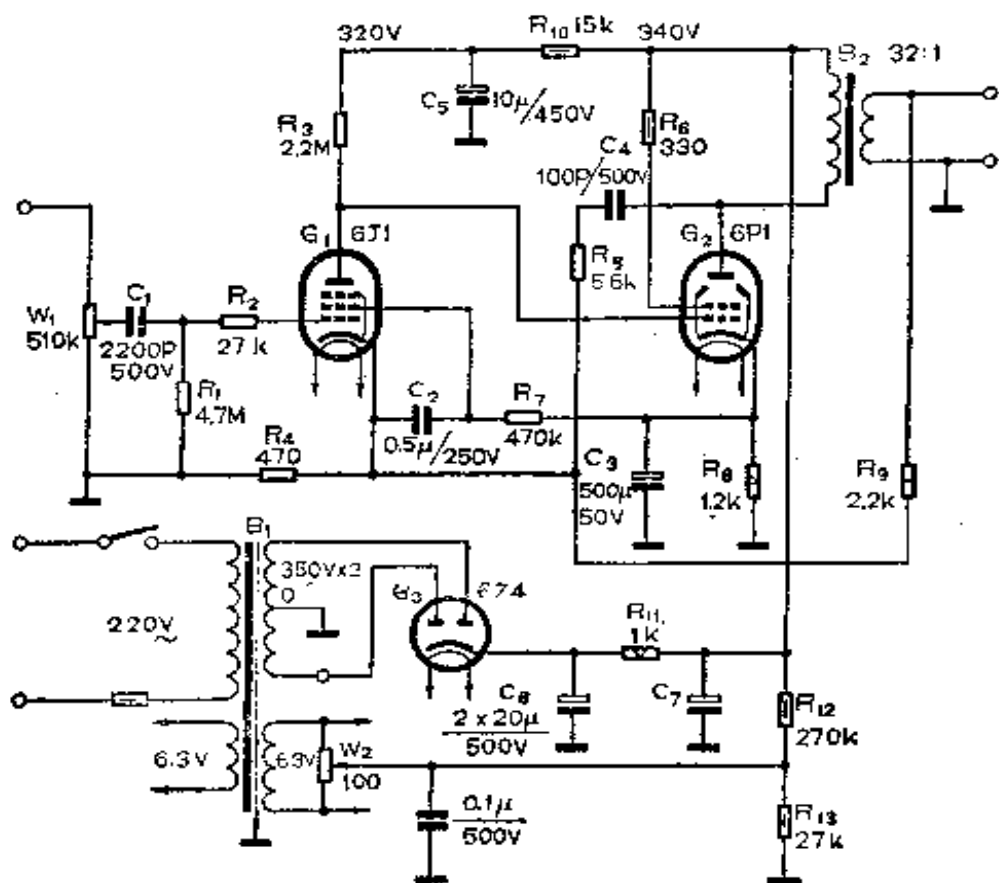 320V
R10 15k
340V
B2 32:1
C5
10μ/450V
R3
2.2M
R6
330
C4
100P/500V
G1 6J1
G2 6P1
R5
5.6k
W1
510k
C1
2200P
500V
R2
27k
R1
4.7M
C2
0.5μ/250V
R7
470k
R4
470
C3
500μ
50V
R8
1.2k
R9
2.2k
B1
350V×2
0
220V
~
G3 6Z4
R11
1k
C6
2×20μ
500V
C7
R12
270k
6.3V
6.3V
W2
100
0.1μ
500V
R13
27k